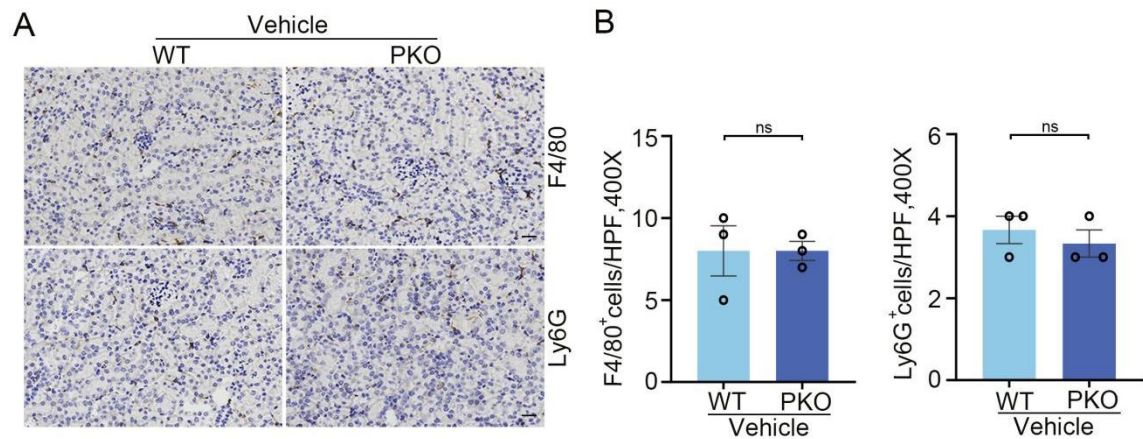 A
Vehicle
WT
PKO
F4/80
Ly6G
B
F4/80⁺cells/HPF,400X
15
10
5
0
ns
WT
PKO
Vehicle
Ly6G⁺cells/HPF,400X
6
4
2
0
ns
WT
PKO
Vehicle